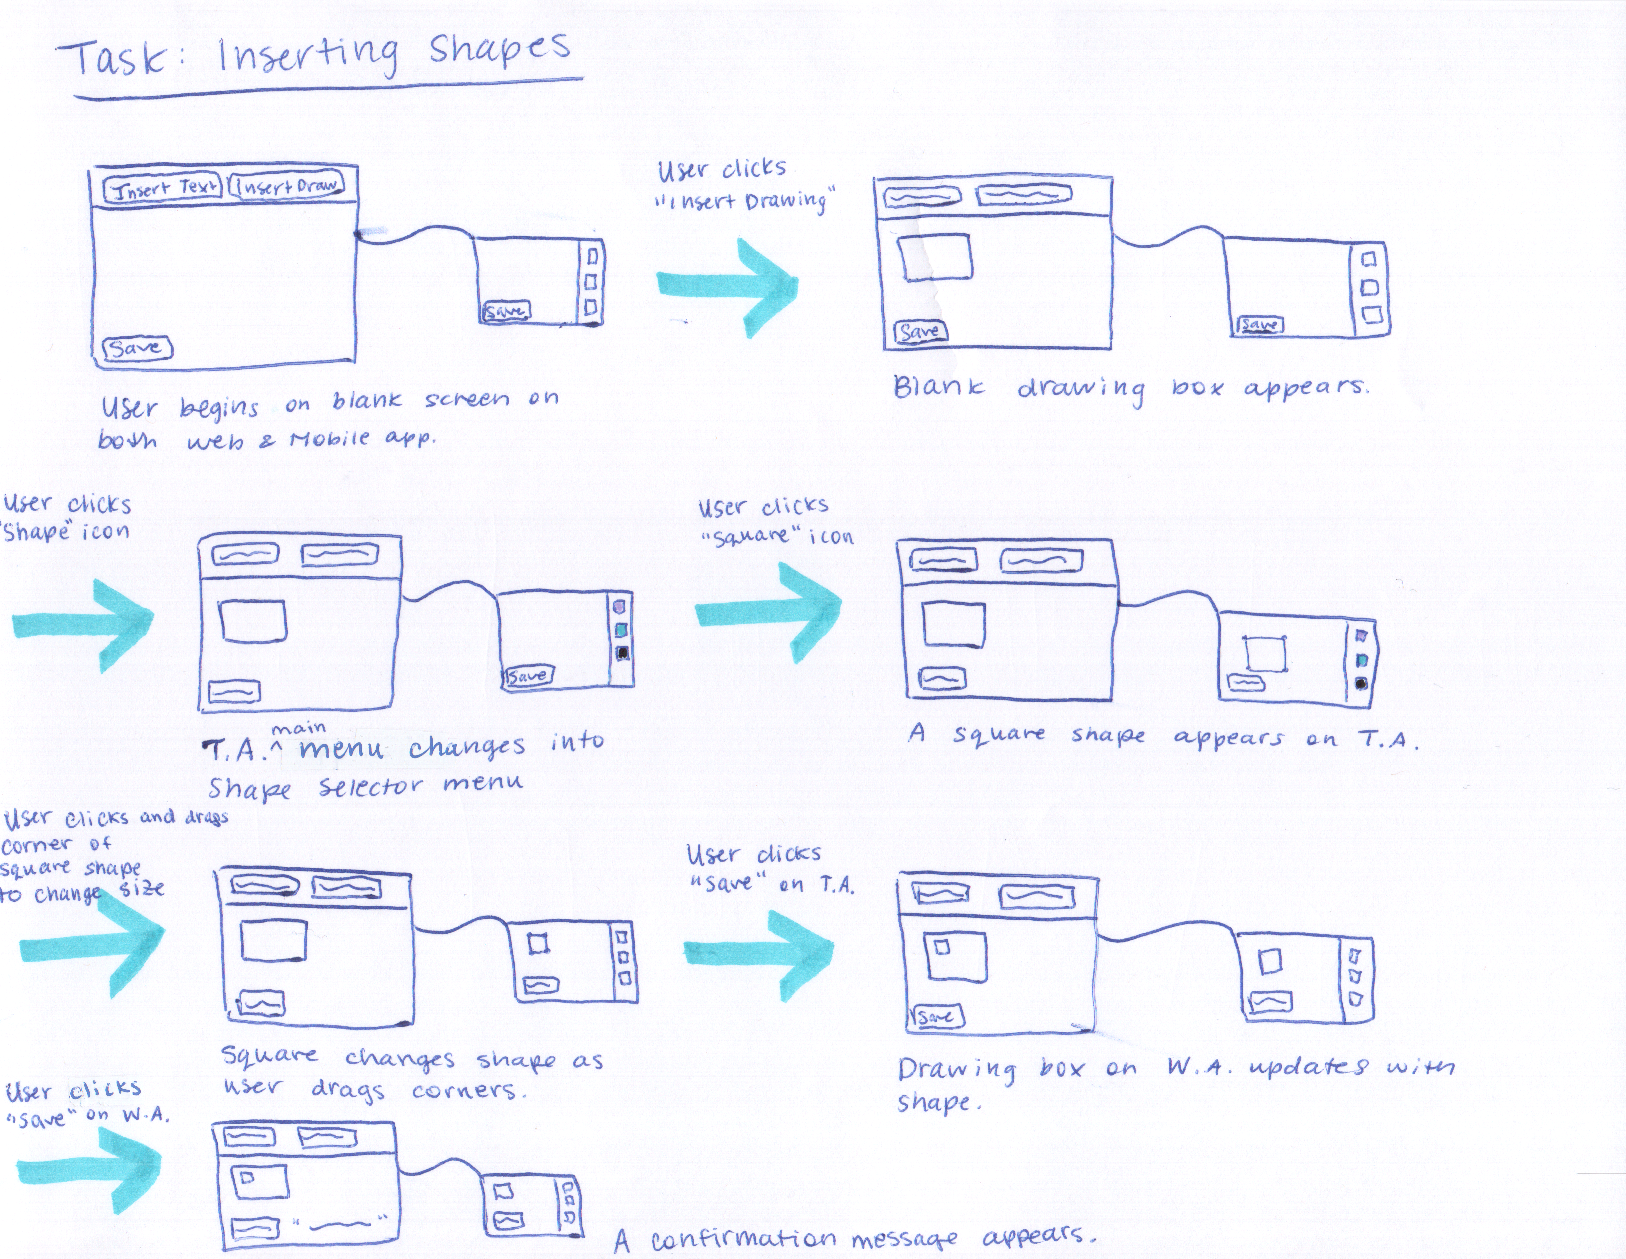 Task: Inserting Shapes
Insert Text Insert Draw
Save
Save
User begins on blank screen on
both web & Mobile app.
User clicks
"Insert Drawing"
Save
Save
Blank drawing box appears.
User clicks
"Shape" icon
Save
T.A. main menu changes into
Shape selector menu
User clicks
"Square" icon
A square shape appears on T.A.
User clicks and drags
corner of
square shape
to change size
Square changes shape as
user drags corners.
User clicks
"Save" on T.A.
Save
Drawing box on W.A. updates with
shape.
User clicks
"Save" on W.A.
A confirmation message appears.